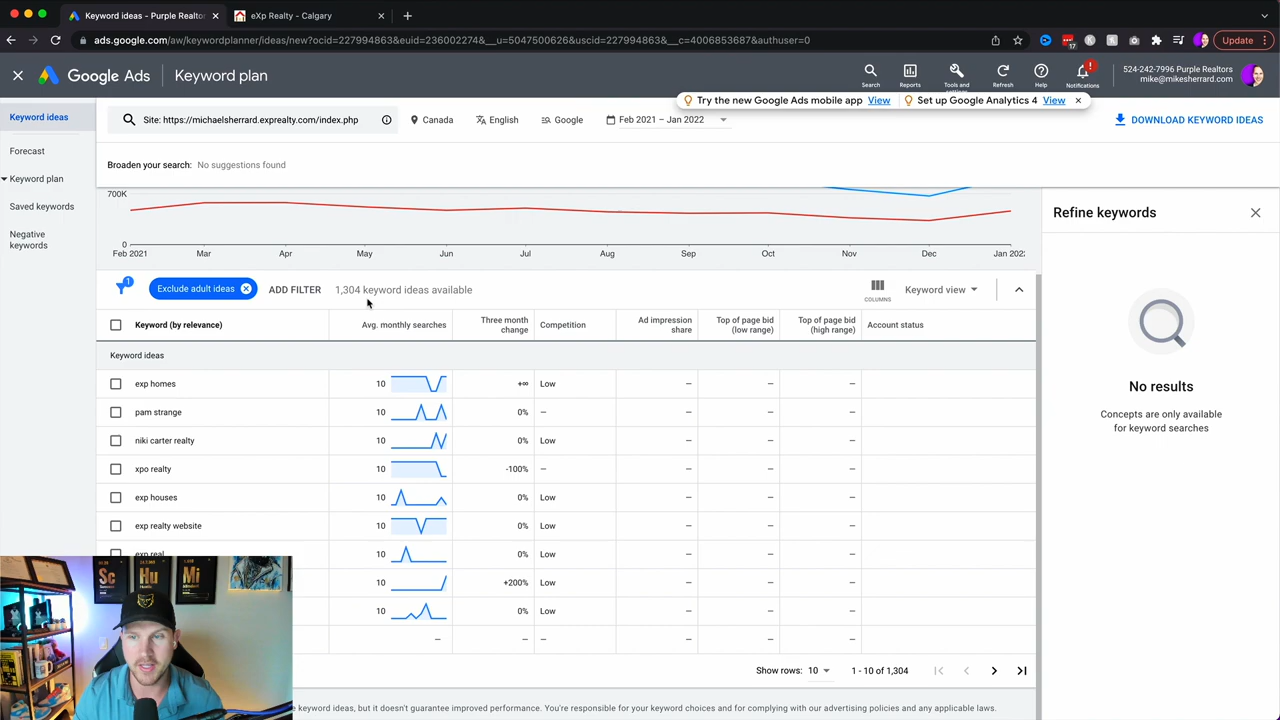 Keyword ideas - Purple Realto
eXp Realty - Calgary
ads.google.com/aw/keywordplanner/ideas/new?ocid=227994863&euid=236002274&__u=5047500626&uscid=227994863&__c=4006853687&authuser=0
17
Update
Google Ads
Keyword plan
Search
Reports
Tools and
Refresh
Help
Notifications
524-242-7996 Purple Realtors
mike@mikesherrard.com
Try the new Google Ads mobile app View
Set up Google Analytics 4 View
Keyword ideas
Forecast
Keyword plan
Saved keywords
Negative
keywords
Site: https://michaelsherrard.exprealty.com/index.php
Canada
English
Google
Feb 2021 – Jan 2022
DOWNLOAD KEYWORD IDEAS
Broaden your search: No suggestions found
700K
0
Feb 2021 Mar Apr May Jun Jul Aug Sep Oct Nov Dec Jan 202
Refine keywords
1
Exclude adult ideas
ADD FILTER
1,304 keyword ideas available
COLUMNS
Keyword view
Keyword (by relevance)
Avg. monthly searches
Three month
change
Competition
Ad impression
share
Top of page bid
(low range)
Top of page bid
(high range)
Account status
Keyword ideas
exp homes 10 +∞ Low – – –
pam strange 10 0% – – – –
niki carter realty 10 0% Low – – –
xpo realty 10 -100% – – – –
exp houses 10 0% Low – – –
exp realty website 10 0% Low – – –
exp real 10 0% Low – – –
10 +200% Low – – –
10 0% Low – – –
– – – – – –
No results
Concepts are only available
for keyword searches
Show rows: 10
1 - 10 of 1,304
keyword ideas, but it doesn't guarantee improved performance. You're responsible for your keyword choices and for complying with our advertising policies and any applicable laws.
Sc
Hu
Mi